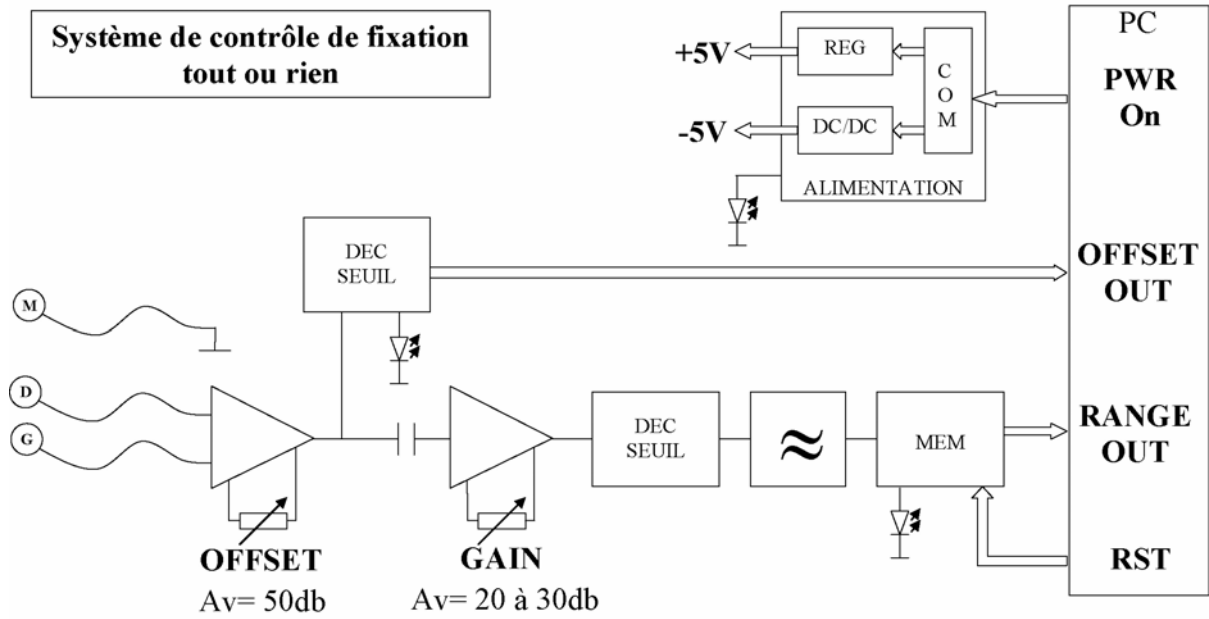 Système de contrôle de fixation
tout ou rien
PC
+5V
REG
C
O
M
PWR
On
-5V
DC/DC
ALIMENTATION
DEC
SEUIL
OFFSET
OUT
M
D
G
DEC
SEUIL
≈
MEM
RANGE
OUT
OFFSET
Av= 50db
GAIN
Av= 20 à 30db
RST